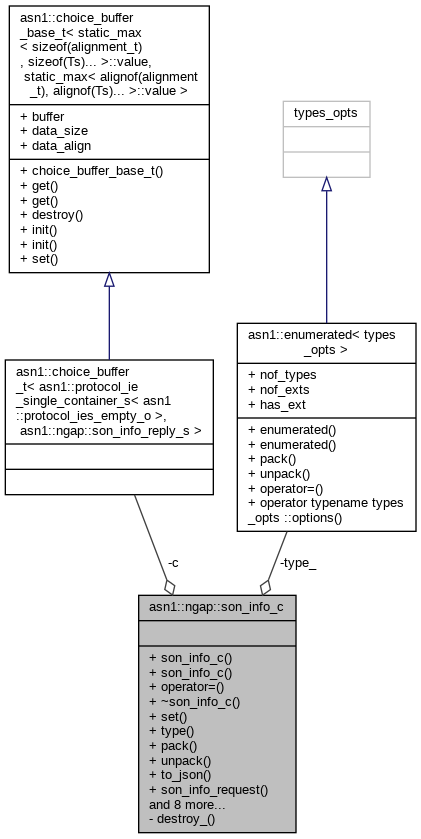 asn1::choice_buffer
_base_t< static_max
< sizeof(alignment_t)
, sizeof(Ts)... >::value,
static_max< alignof(alignment
_t), alignof(Ts)... >::value >
+ buffer
+ data_size
+ data_align
+ choice_buffer_base_t()
+ get()
+ get()
+ destroy()
+ init()
+ init()
+ set()
types_opts
asn1::choice_buffer
_t< asn1::protocol_ie
_single_container_s< asn1
::protocol_ies_empty_o >,
asn1::ngap::son_info_reply_s >
asn1::enumerated< types
_opts >
+ nof_types
+ nof_exts
+ has_ext
+ enumerated()
+ enumerated()
+ pack()
+ unpack()
+ operator=()
+ operator typename types
_opts ::options()
-c
-type_
asn1::ngap::son_info_c
+ son_info_c()
+ son_info_c()
+ operator=()
+ ~son_info_c()
+ set()
+ type()
+ pack()
+ unpack()
+ to_json()
+ son_info_request()
and 8 more...
- destroy_()